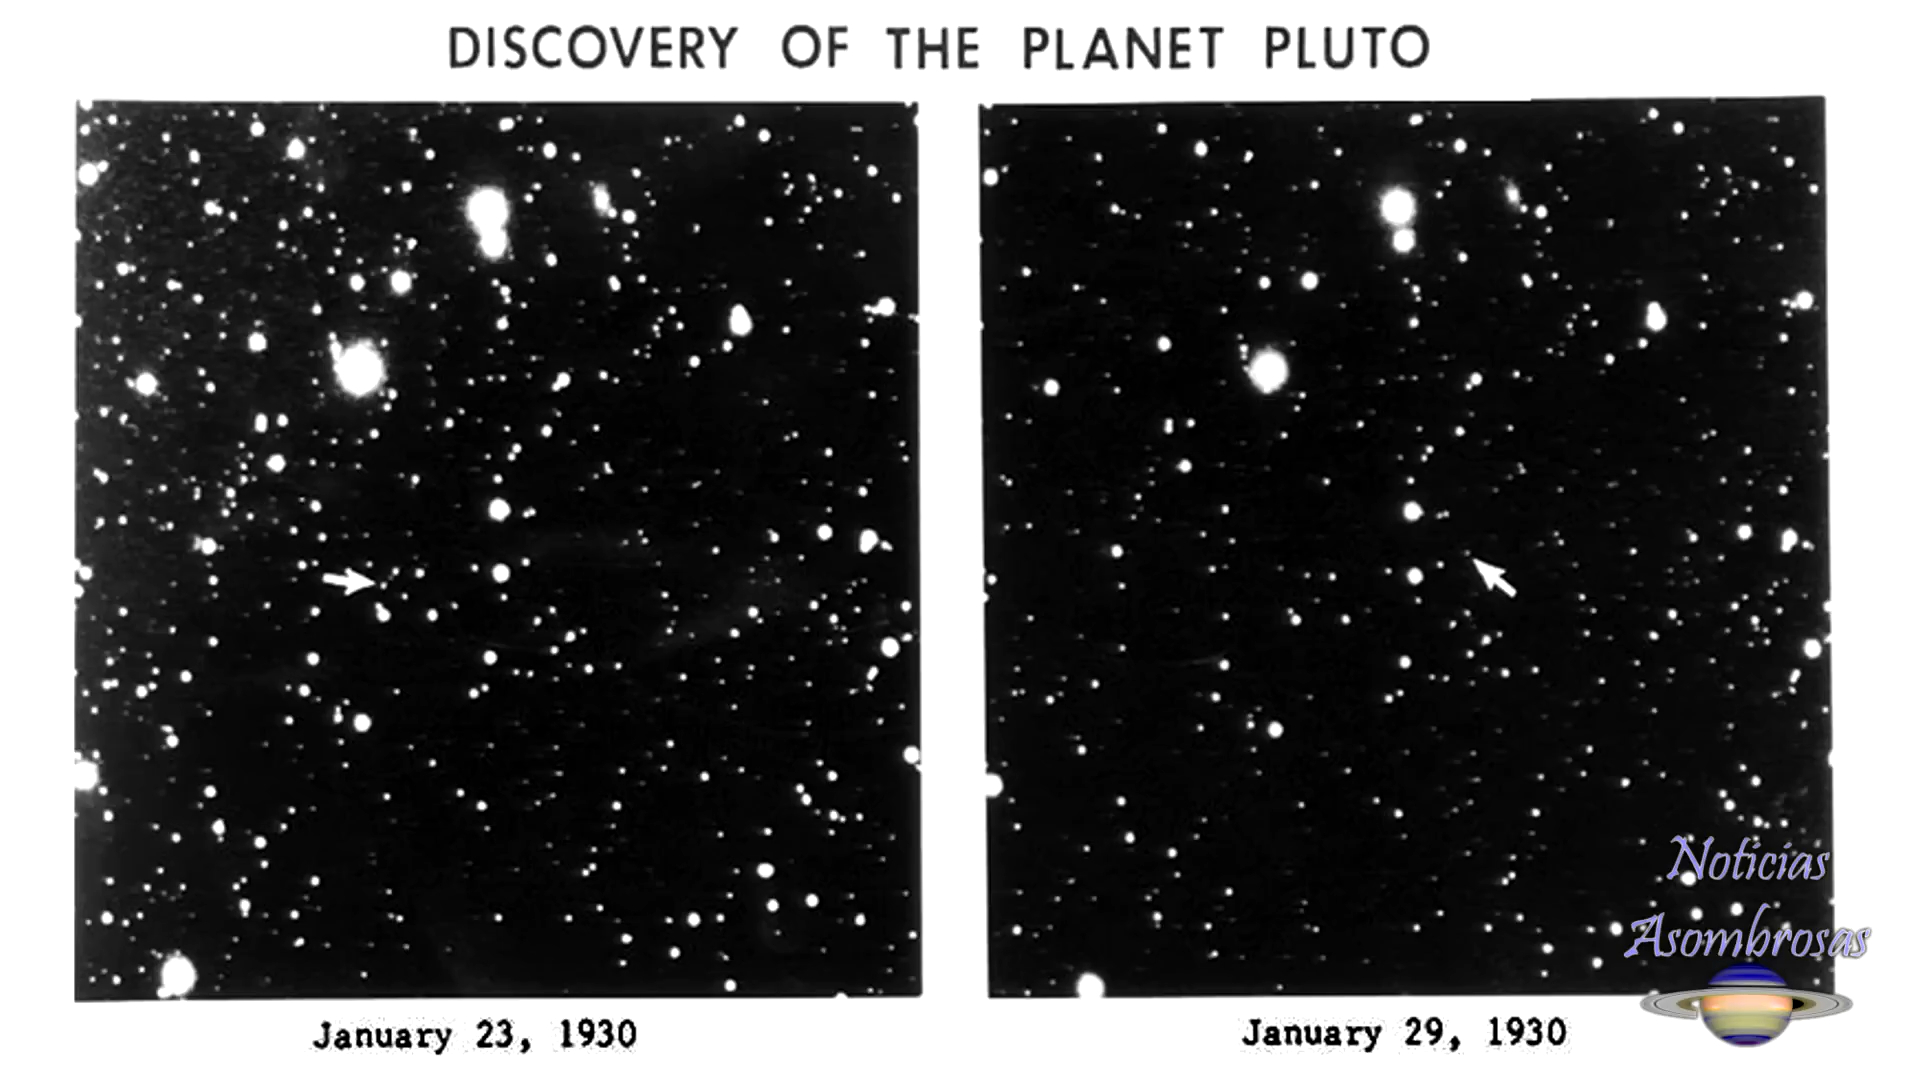 DISCOVERY OF THE PLANET PLUTO
January 23, 1930
January 29, 1930
Noticias
Asombrosas